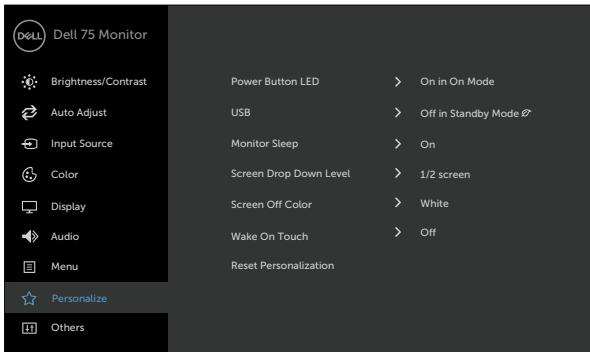 DELL Dell 75 Monitor
Brightness/Contrast Power Button LED > On in On Mode
Auto Adjust USB > Off in Standby Mode
Input Source Monitor Sleep > On
Color Screen Drop Down Level > 1/2 screen
Display Screen Off Color > White
Audio Wake On Touch > Off
Menu Reset Personalization
Personalize
Others